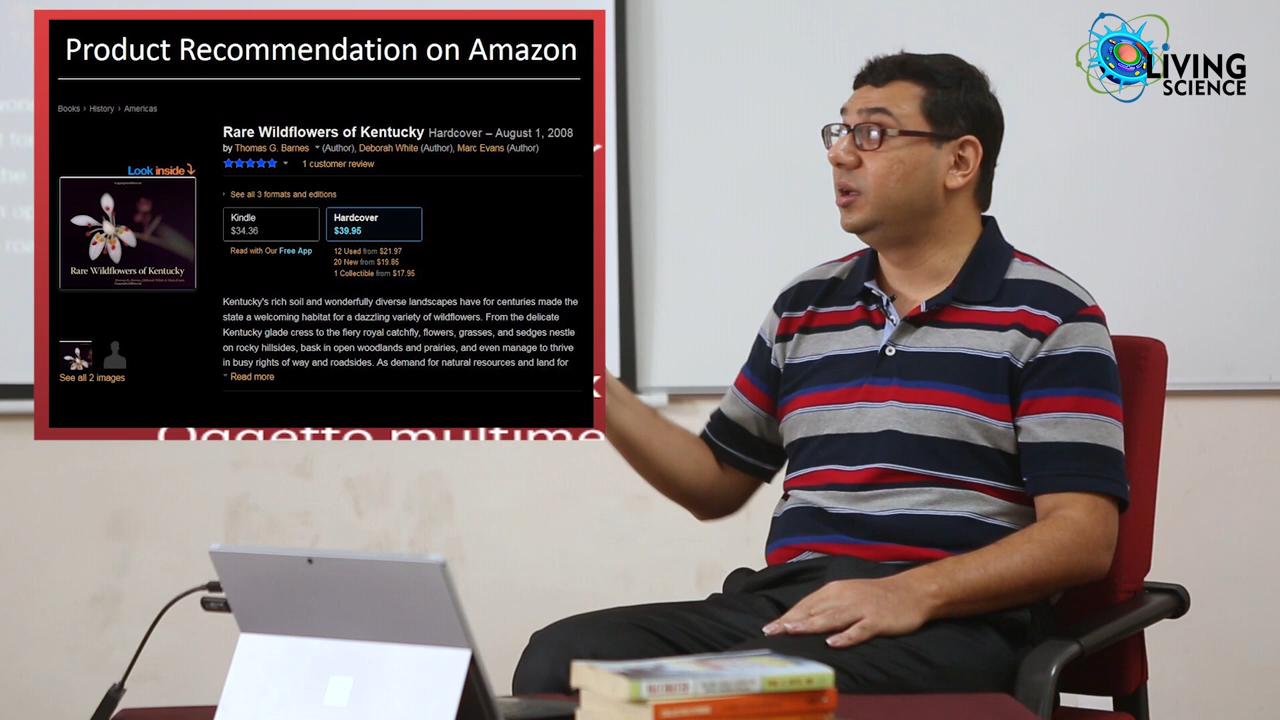 Product Recommendation on Amazon
Books › History › Americas
Rare Wildflowers of Kentucky Hardcover – August 1, 2008
by Thomas G. Barnes (Author), Deborah White (Author), Marc Evans (Author)
1 customer review
Look inside
See all 3 formats and editions
Kindle
$34.36
Hardcover
$39.95
Read with Our Free App
12 Used from $21.97
20 New from $19.85
1 Collectible from $17.95
Rare Wildflowers of Kentucky
Kentucky's rich soil and wonderfully diverse landscapes have for centuries made the
state a welcoming habitat for a dazzling variety of wildflowers. From the delicate
Kentucky glade cress to the fiery royal catchfly, flowers, grasses, and sedges nestle
on rocky hillsides, bask in open woodlands and prairies, and even manage to thrive
in busy rights of way and roadsides. As demand for natural resources and land for
Read more
See all 2 images
Oggetto multime
LIVING
SCIENCE